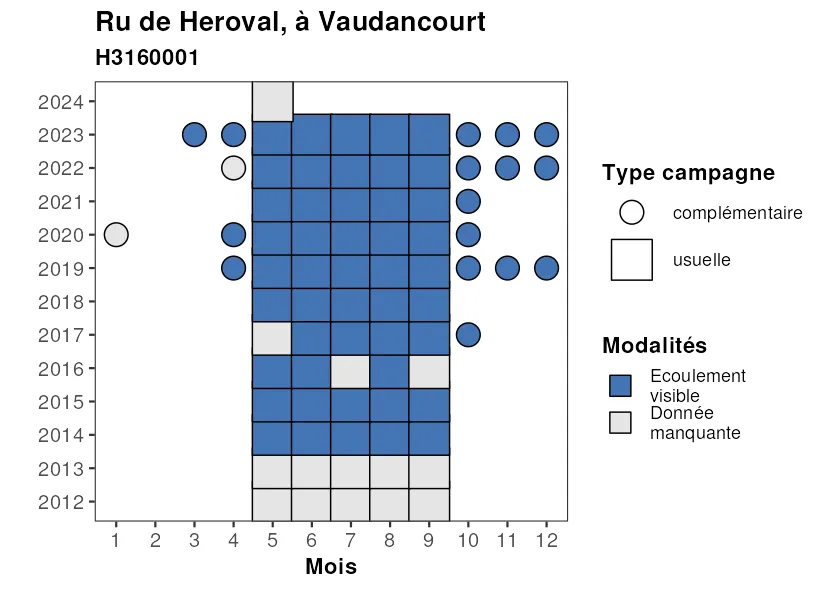 Ru de Heroval, à Vaudancourt
H3160001
2024
2023
2022
2021
2020
2019
2018
2017
2016
2015
2014
2013
2012
1 2 3 4 5 6 7 8 9 10 11 12
Mois
Type campagne
complémentaire
usuelle
Modalités
Ecoulement
visible
Donnée
manquante